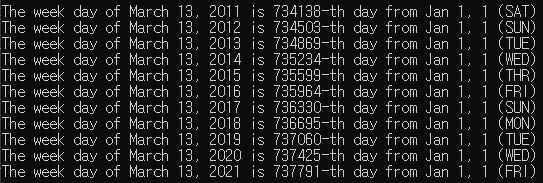 The week day of March 13, 2011 is 734138-th day from Jan 1, 1 (SAT)
The week day of March 13, 2012 is 734503-th day from Jan 1, 1 (SUN)
The week day of March 13, 2013 is 734869-th day from Jan 1, 1 (TUE)
The week day of March 13, 2014 is 735234-th day from Jan 1, 1 (WED)
The week day of March 13, 2015 is 735599-th day from Jan 1, 1 (THR)
The week day of March 13, 2016 is 735964-th day from Jan 1, 1 (FRI)
The week day of March 13, 2017 is 736330-th day from Jan 1, 1 (SUN)
The week day of March 13, 2018 is 736695-th day from Jan 1, 1 (MON)
The week day of March 13, 2019 is 737060-th day from Jan 1, 1 (TUE)
The week day of March 13, 2020 is 737425-th day from Jan 1, 1 (WED)
The week day of March 13, 2021 is 737791-th day from Jan 1, 1 (FRI)